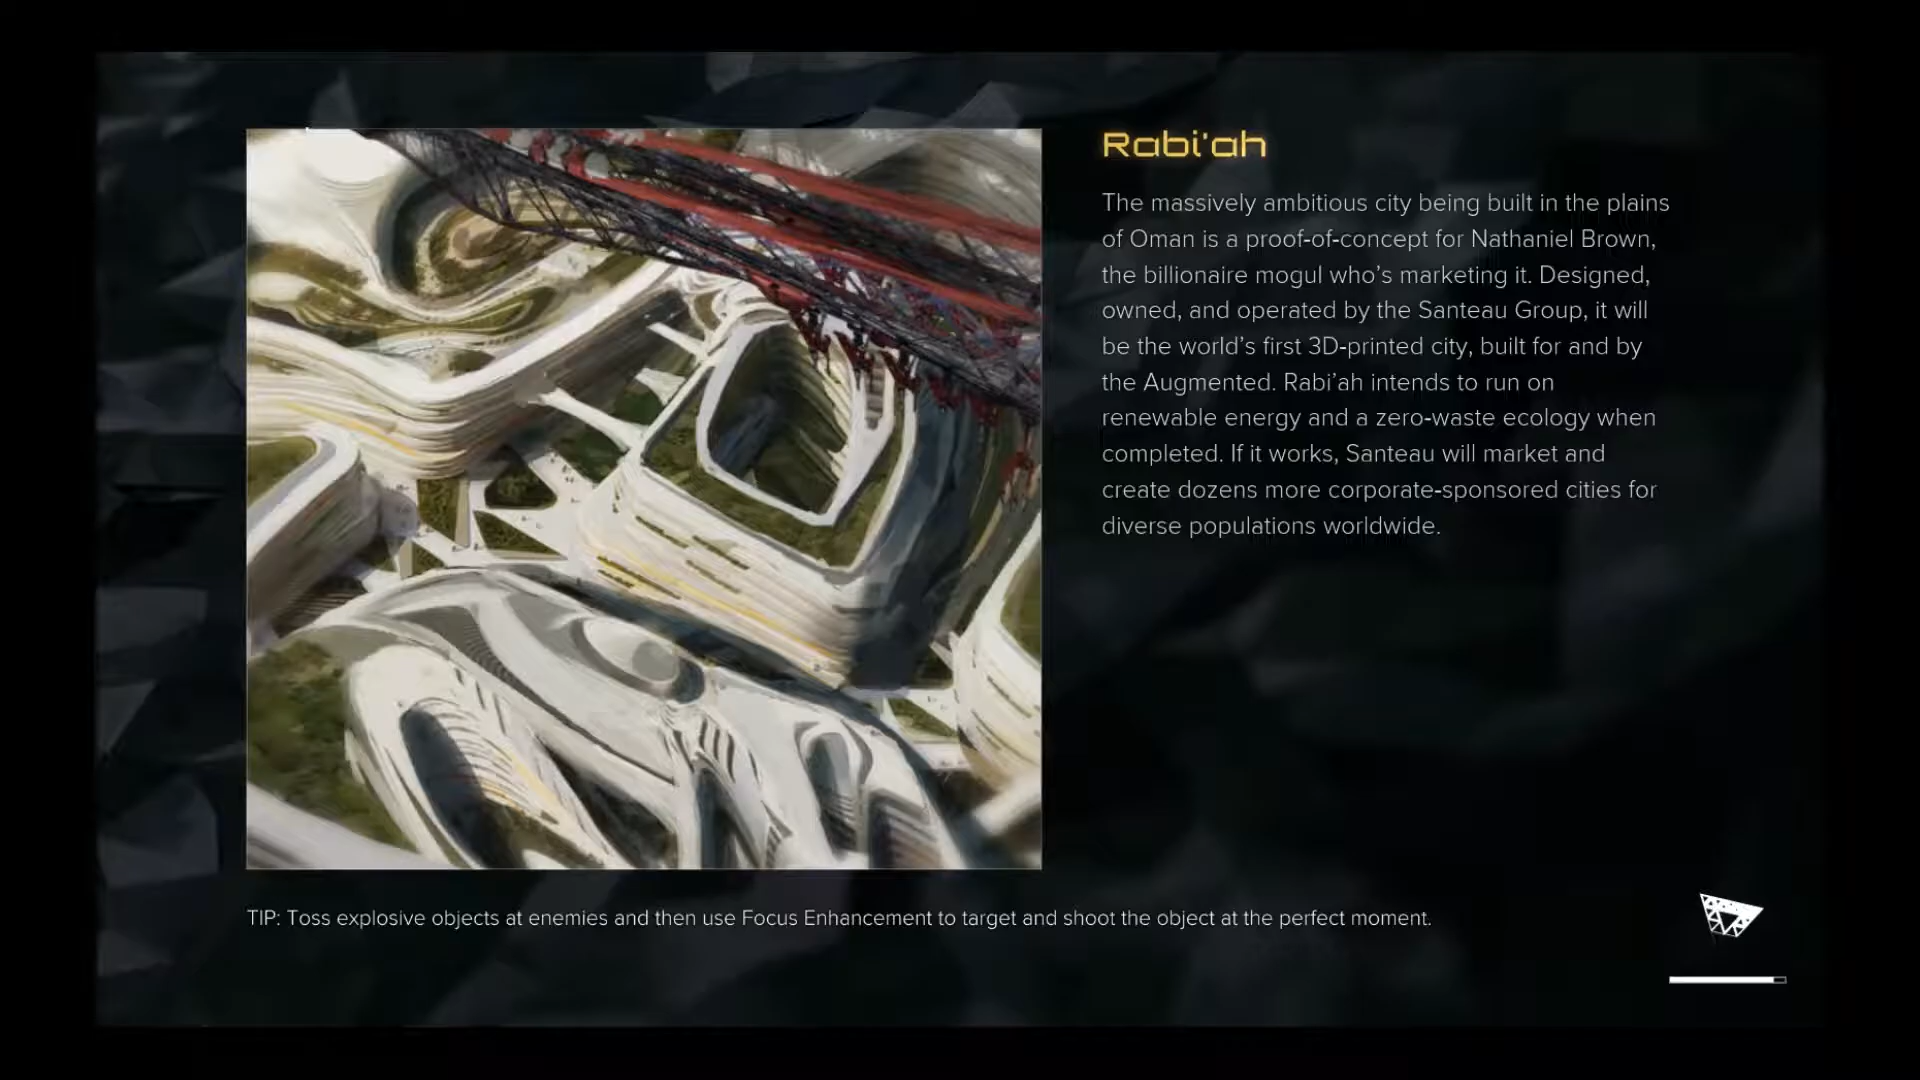 Rabi'ah
The massively ambitious city being built in the plains
of Oman is a proof-of-concept for Nathaniel Brown,
the billionaire mogul who's marketing it. Designed,
owned, and operated by the Santeau Group, it will
be the world's first 3D-printed city, built for and by
the Augmented. Rabi'ah intends to run on
renewable energy and a zero-waste ecology when
completed. If it works, Santeau will market and
create dozens more corporate-sponsored cities for
diverse populations worldwide.
TIP: Toss explosive objects at enemies and then use Focus Enhancement to target and shoot the object at the perfect moment.